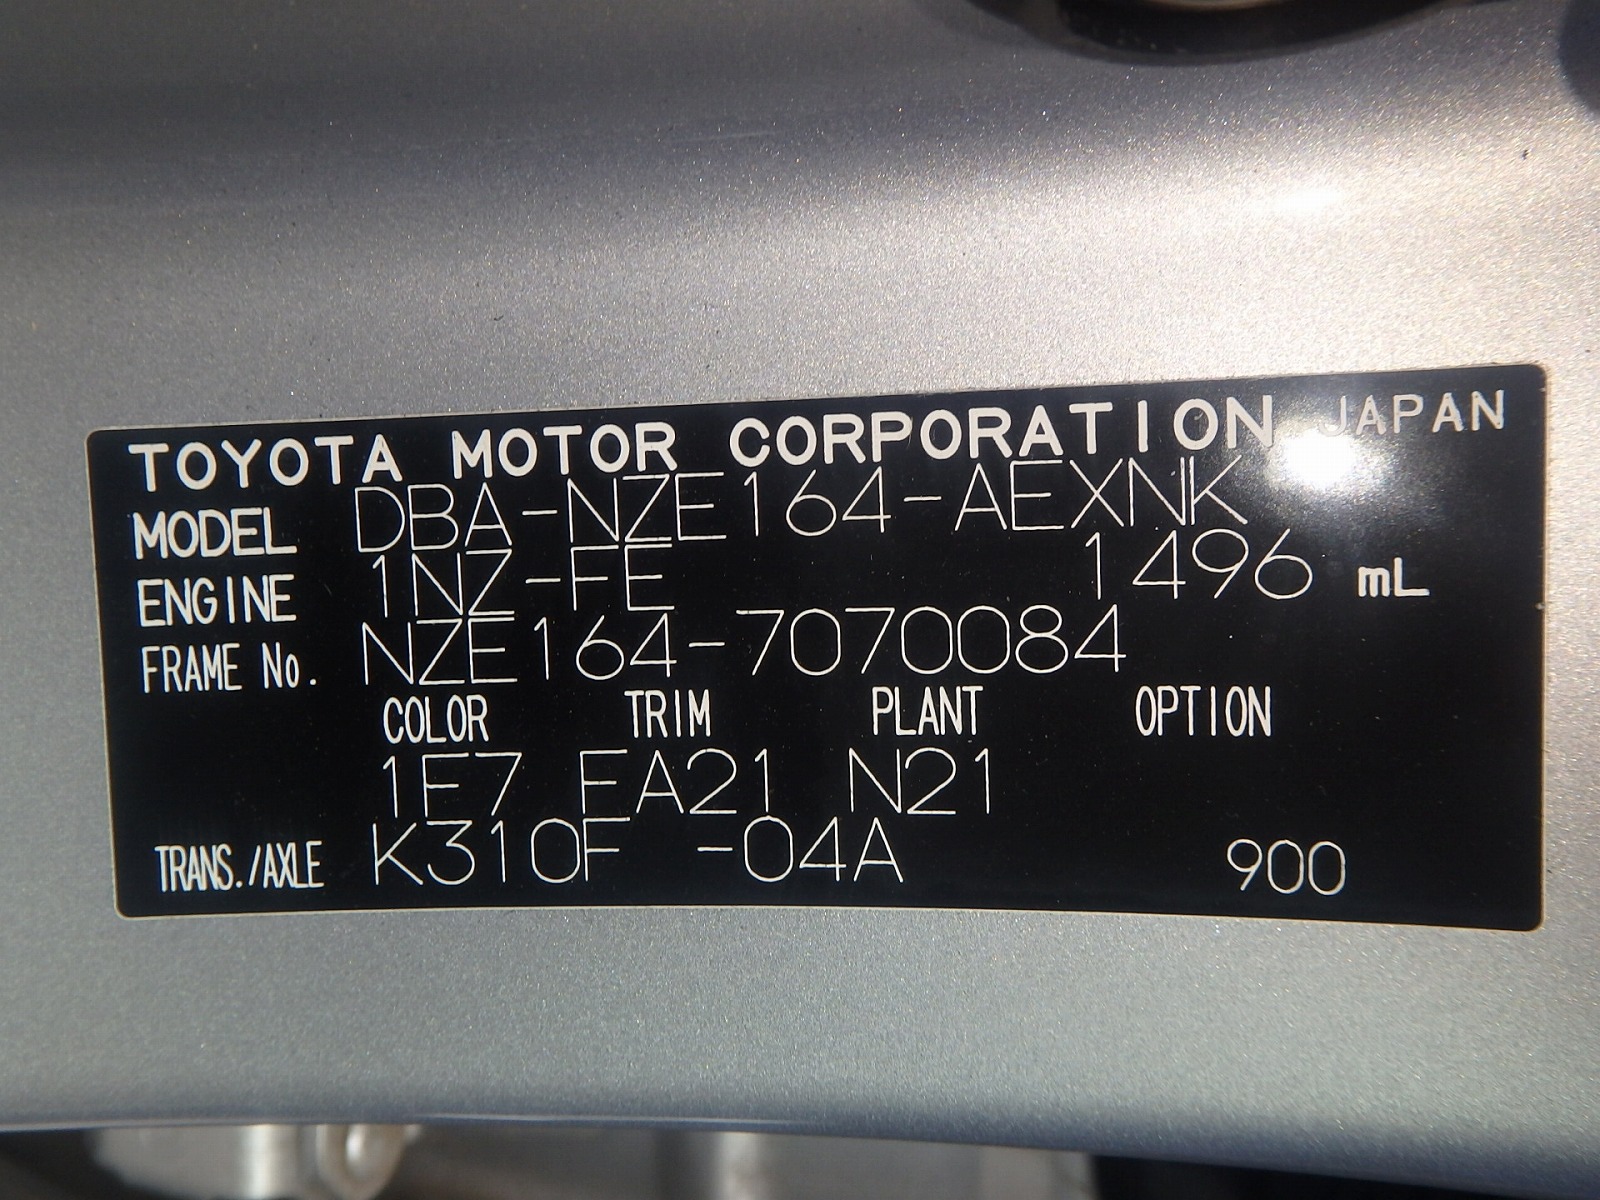 TOYOTA MOTOR CORPORATION JAPAN
MODEL DBA-NZE164-AEXNK
ENGINE 1NZ-FE 1496 mL
FRAME No. NZE164-7070084
COLOR TRIM PLANT OPTION
1F7 FA21 N21
TRANS./AXLE K310F -04A 900